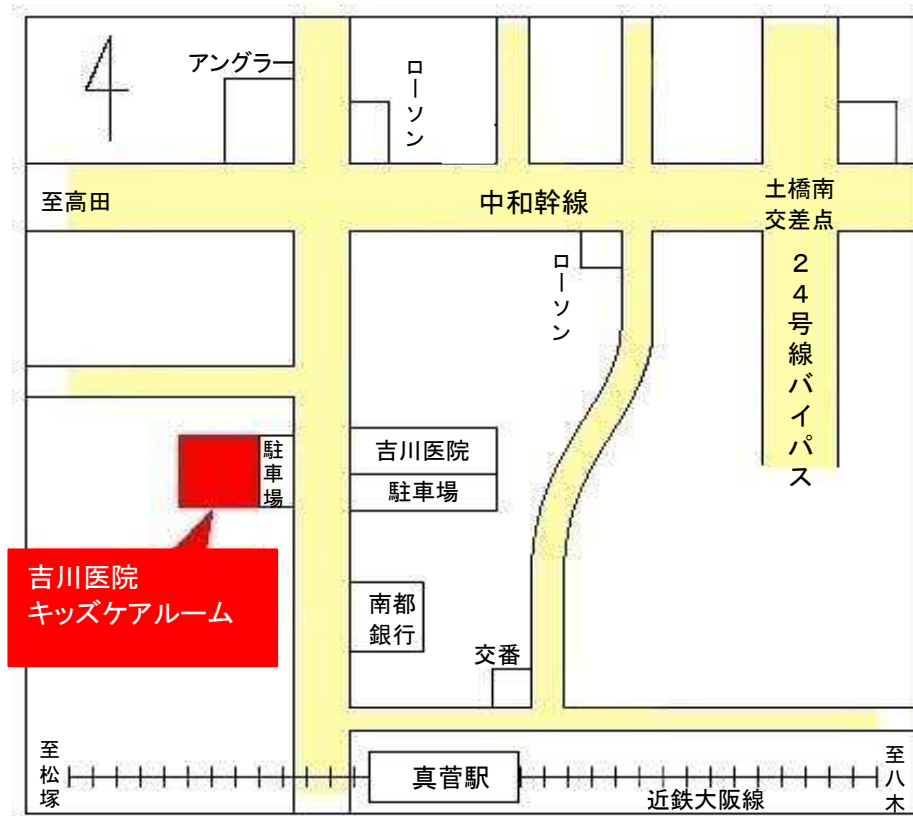 アングラー
ローソン
至高田
中和幹線
土橋南
交差点
ローソン
２４号線バイパス
駐車場
吉川医院
駐車場
吉川医院
キッズケアルーム
南都
銀行
交番
至松塚
真菅駅
近鉄大阪線
至八木